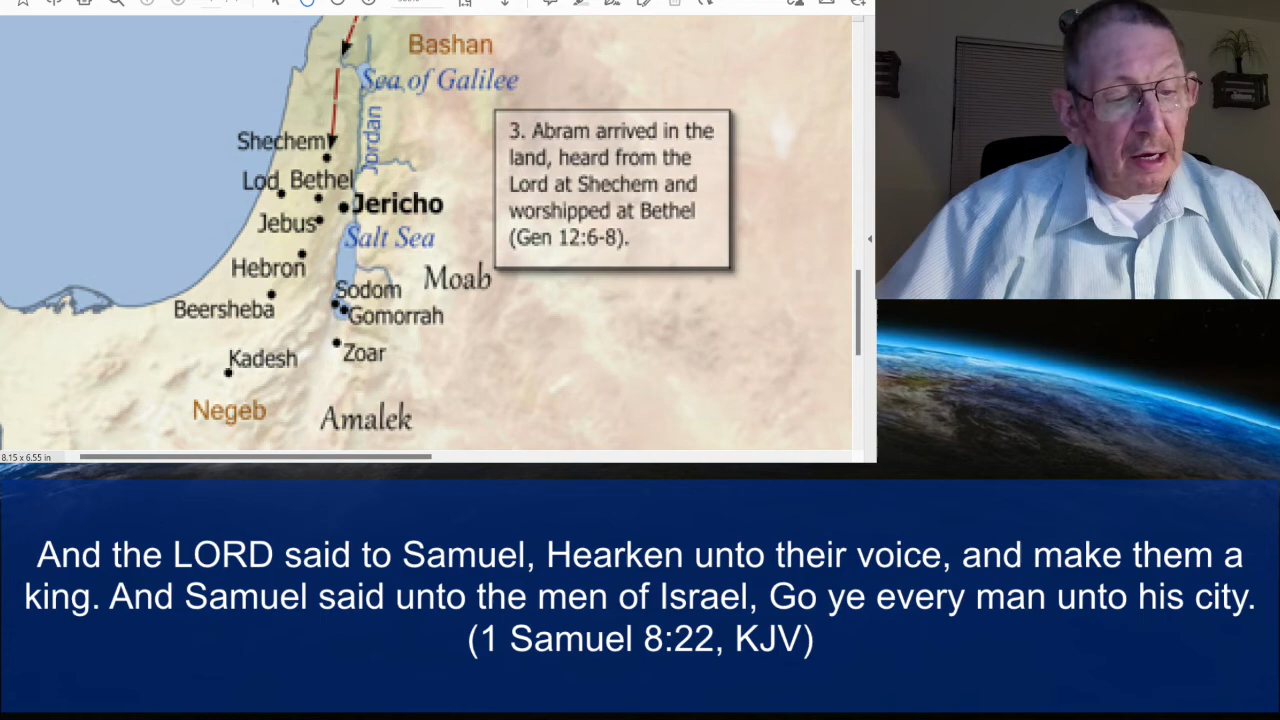 Bashan
Sea of Galilee
Jordan
Shechem
Lod Bethel
Jericho
Jebus
Salt Sea
Hebron
Moab
Sodom
Beersheba
Gomorrah
Zoar
Kadesh
Negeb
Amalek
3. Abram arrived in the
land, heard from the
Lord at Shechem and
worshipped at Bethel
(Gen 12:6-8).
8.15 x 6.55 in
And the LORD said to Samuel, Hearken unto their voice, and make them a
king. And Samuel said unto the men of Israel, Go ye every man unto his city.
(1 Samuel 8:22, KJV)